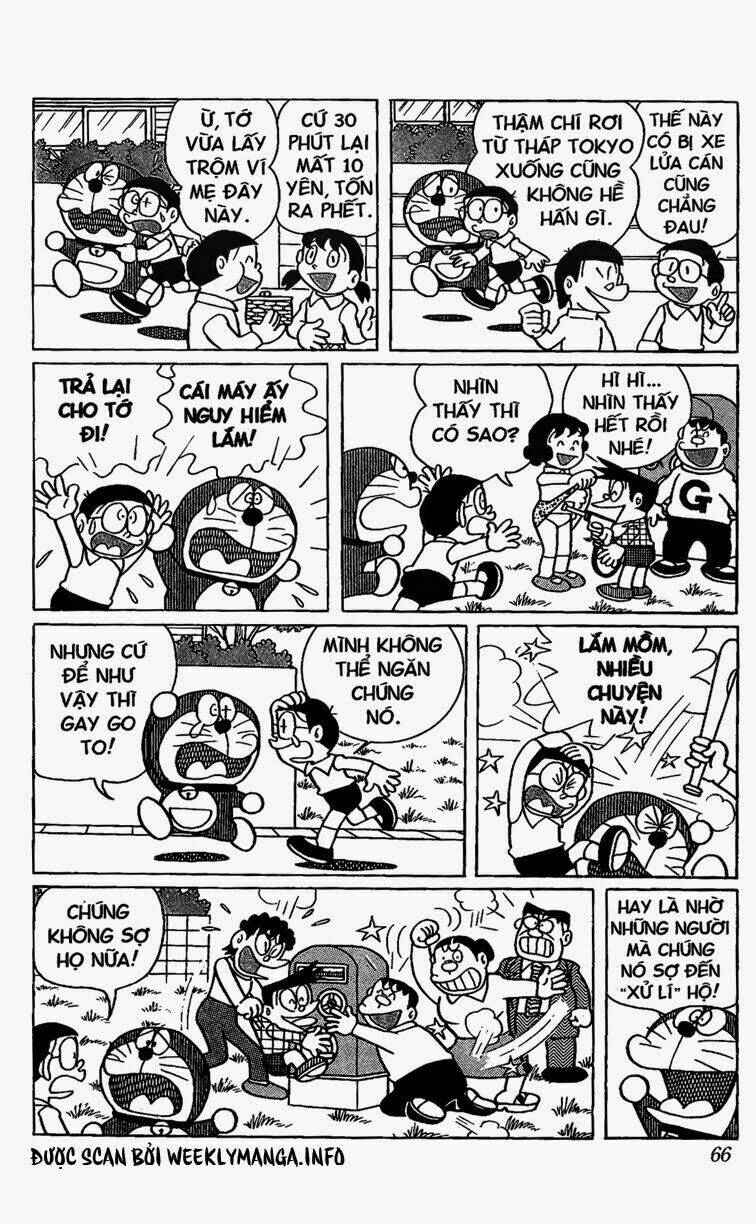 Ừ, TỚ
VỪA LẤY
TRỘM VÍ
MẸ ĐÂY
NÀY.
CỨ 30
PHÚT LẠI
MẤT 10
YÊN, TỐN
RA PHẾT.
THẬM CHÍ RƠI
TỪ THÁP TOKYO
XUỐNG CŨNG
KHÔNG HỀ
HẤN GÌ.
THẾ NÀY
CÓ BỊ XE
LỬA CÁN
CŨNG
CHẲNG
ĐAU!
TRẢ LẠI
CHO TỚ
ĐI!
CÁI MÁY ẤY
NGUY HIỂM
LẮM!
NHÌN
THẤY THÌ
CÓ SAO?
HÌ HÌ...
NHÌN THẤY
HẾT RỒI
NHÉ!
G
NHƯNG CỨ
ĐỂ NHƯ
VẬY THÌ
GAY GO
TO!
MÌNH KHÔNG
THỂ NGĂN
CHÚNG
NÓ.
LẮM MỒM,
NHIỀU
CHUYỆN
NÀY!
CHÚNG
KHÔNG SỢ
HỌ NỮA!
HAY LÀ NHỜ
NHỮNG NGƯỜI
MÀ CHÚNG
NÓ SỢ ĐẾN
"XỬ LÍ" HỘ!
ĐƯỢC SCAN BỞI WEEKLYMANGA.INFO
66